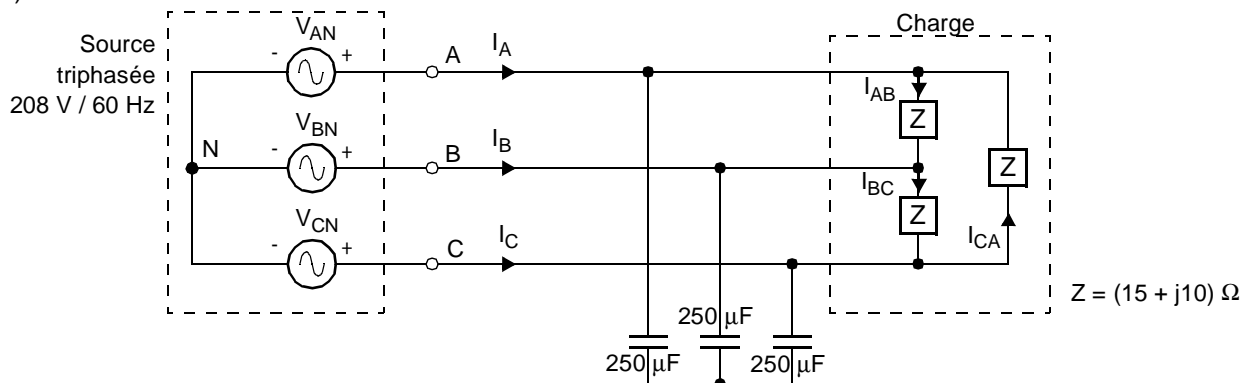 Source
triphasée
208 V / 60 Hz
V_AN
- +
A
I_A
N
V_BN
- +
B
I_B
V_CN
- +
C
I_C
Charge
I_AB
Z
I_BC
Z
Z
I_CA
Z = (15 + j10) Ω
250 μF
250 μF
250 μF